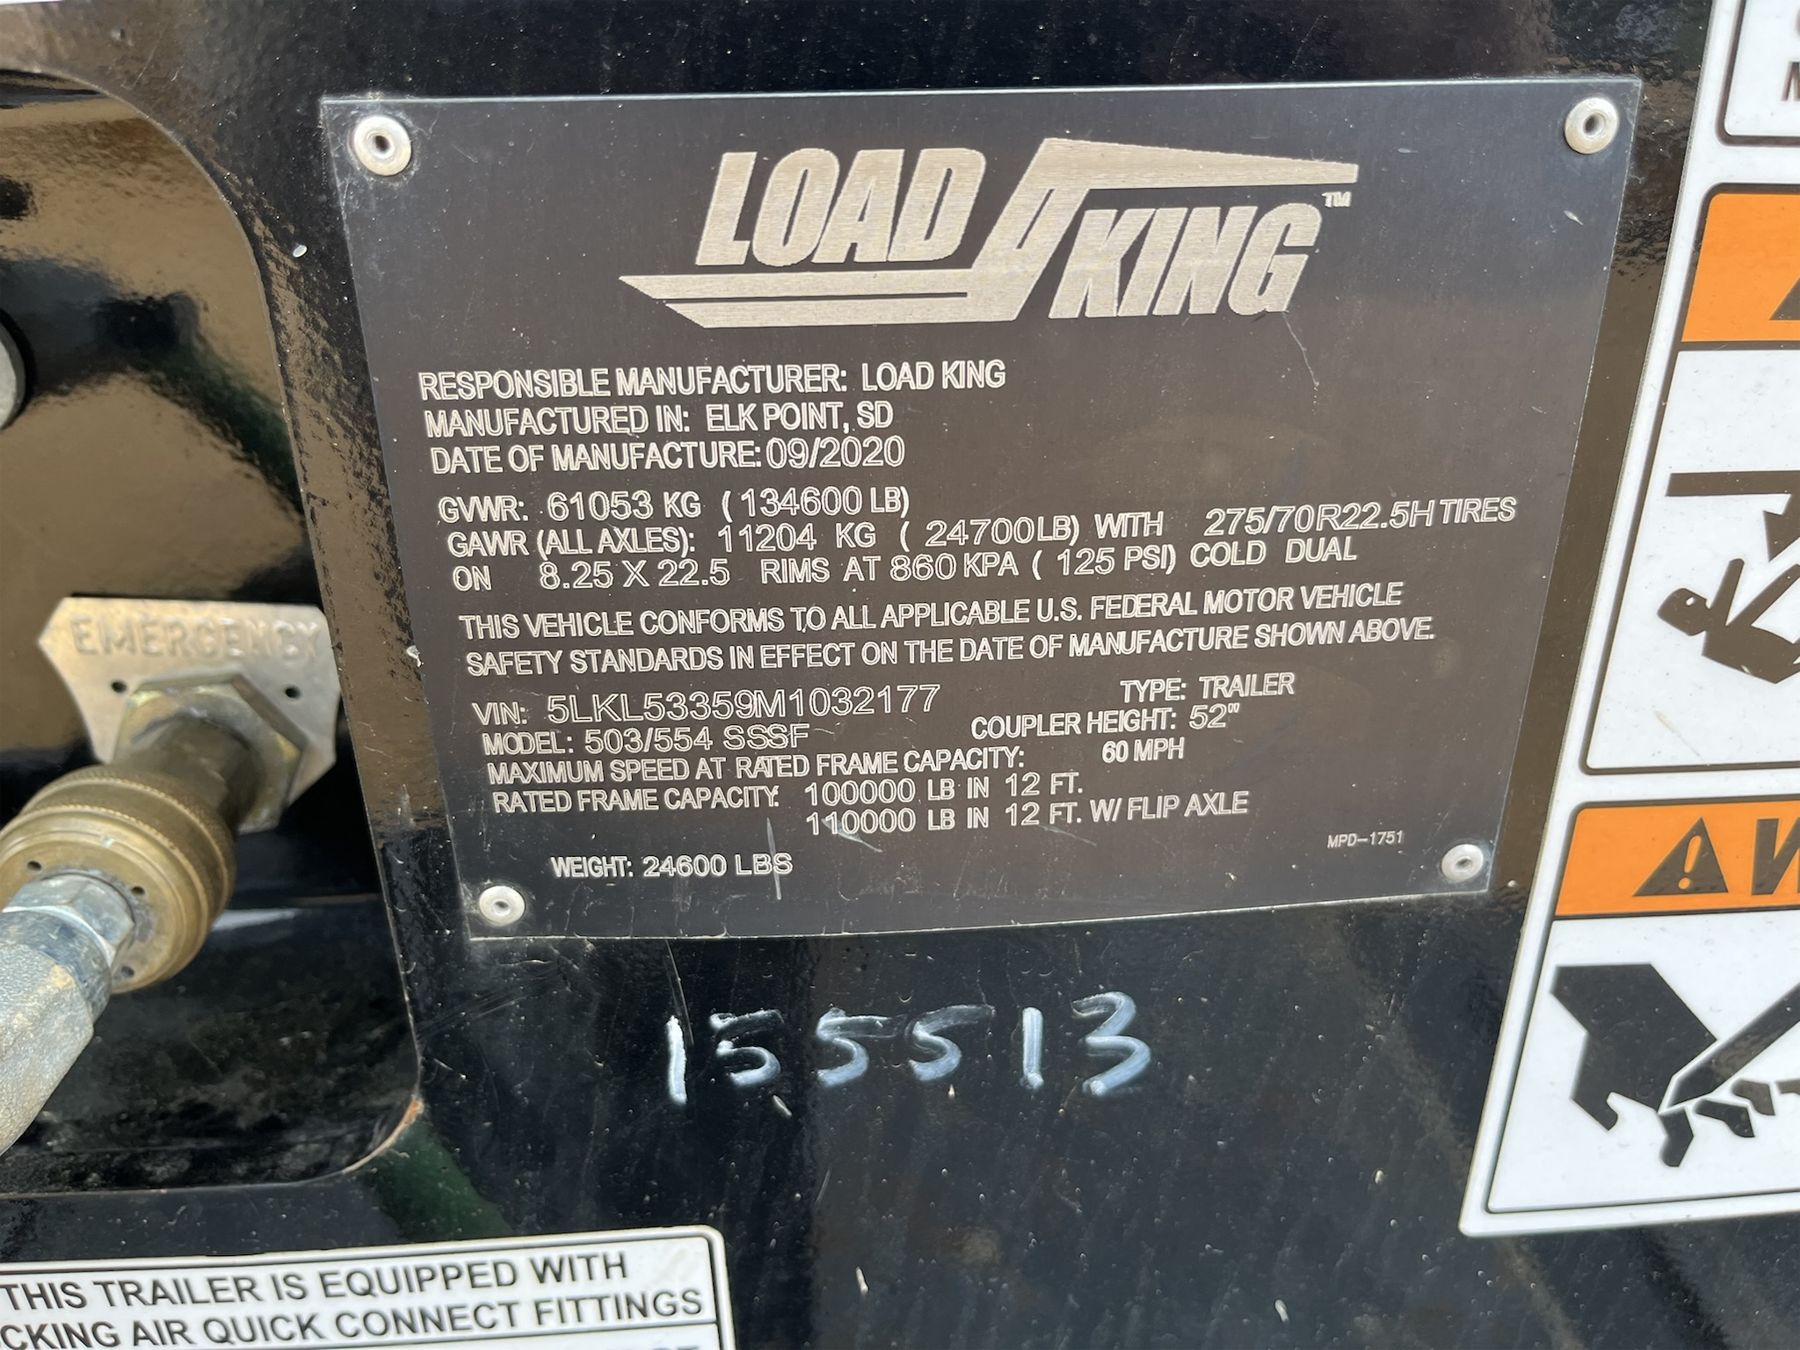 LOAD KING™
RESPONSIBLE MANUFACTURER: LOAD KING
MANUFACTURED IN: ELK POINT, SD
DATE OF MANUFACTURE: 09/2020
GVWR: 61053 KG ( 134600 LB)
GAWR (ALL AXLES): 11204 KG ( 24700LB) WITH 275/70R22.5H TIRES
ON 8.25 X 22.5 RIMS AT 860 KPA ( 125 PSI) COLD DUAL
THIS VEHICLE CONFORMS TO ALL APPLICABLE U.S. FEDERAL MOTOR VEHICLE
SAFETY STANDARDS IN EFFECT ON THE DATE OF MANUFACTURE SHOWN ABOVE.
VIN: 5LKL53359M1032177 TYPE: TRAILER
MODEL: 503/554 SSSF COUPLER HEIGHT: 52"
MAXIMUM SPEED AT RATED FRAME CAPACITY: 60 MPH
RATED FRAME CAPACITY: 100000 LB IN 12 FT.
110000 LB IN 12 FT. W/ FLIP AXLE
WEIGHT: 24600 LBS
MPD-1751
EMERGENCY
155513
THIS TRAILER IS EQUIPPED WITH
CKING AIR QUICK CONNECT FITTINGS